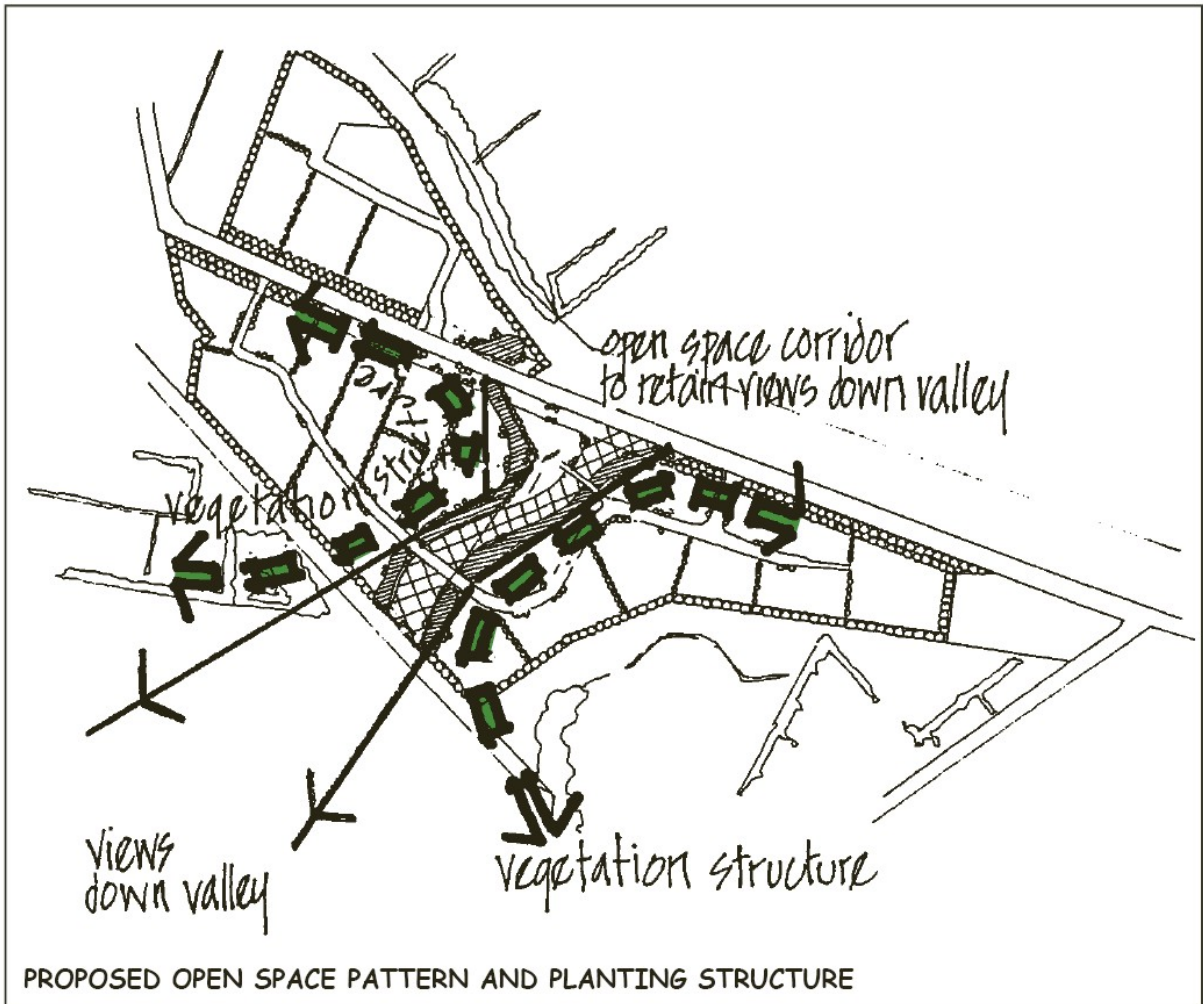 open space corridor
to retain views down valley
vegetation structure
views
down valley
vegetation structure
PROPOSED OPEN SPACE PATTERN AND PLANTING STRUCTURE